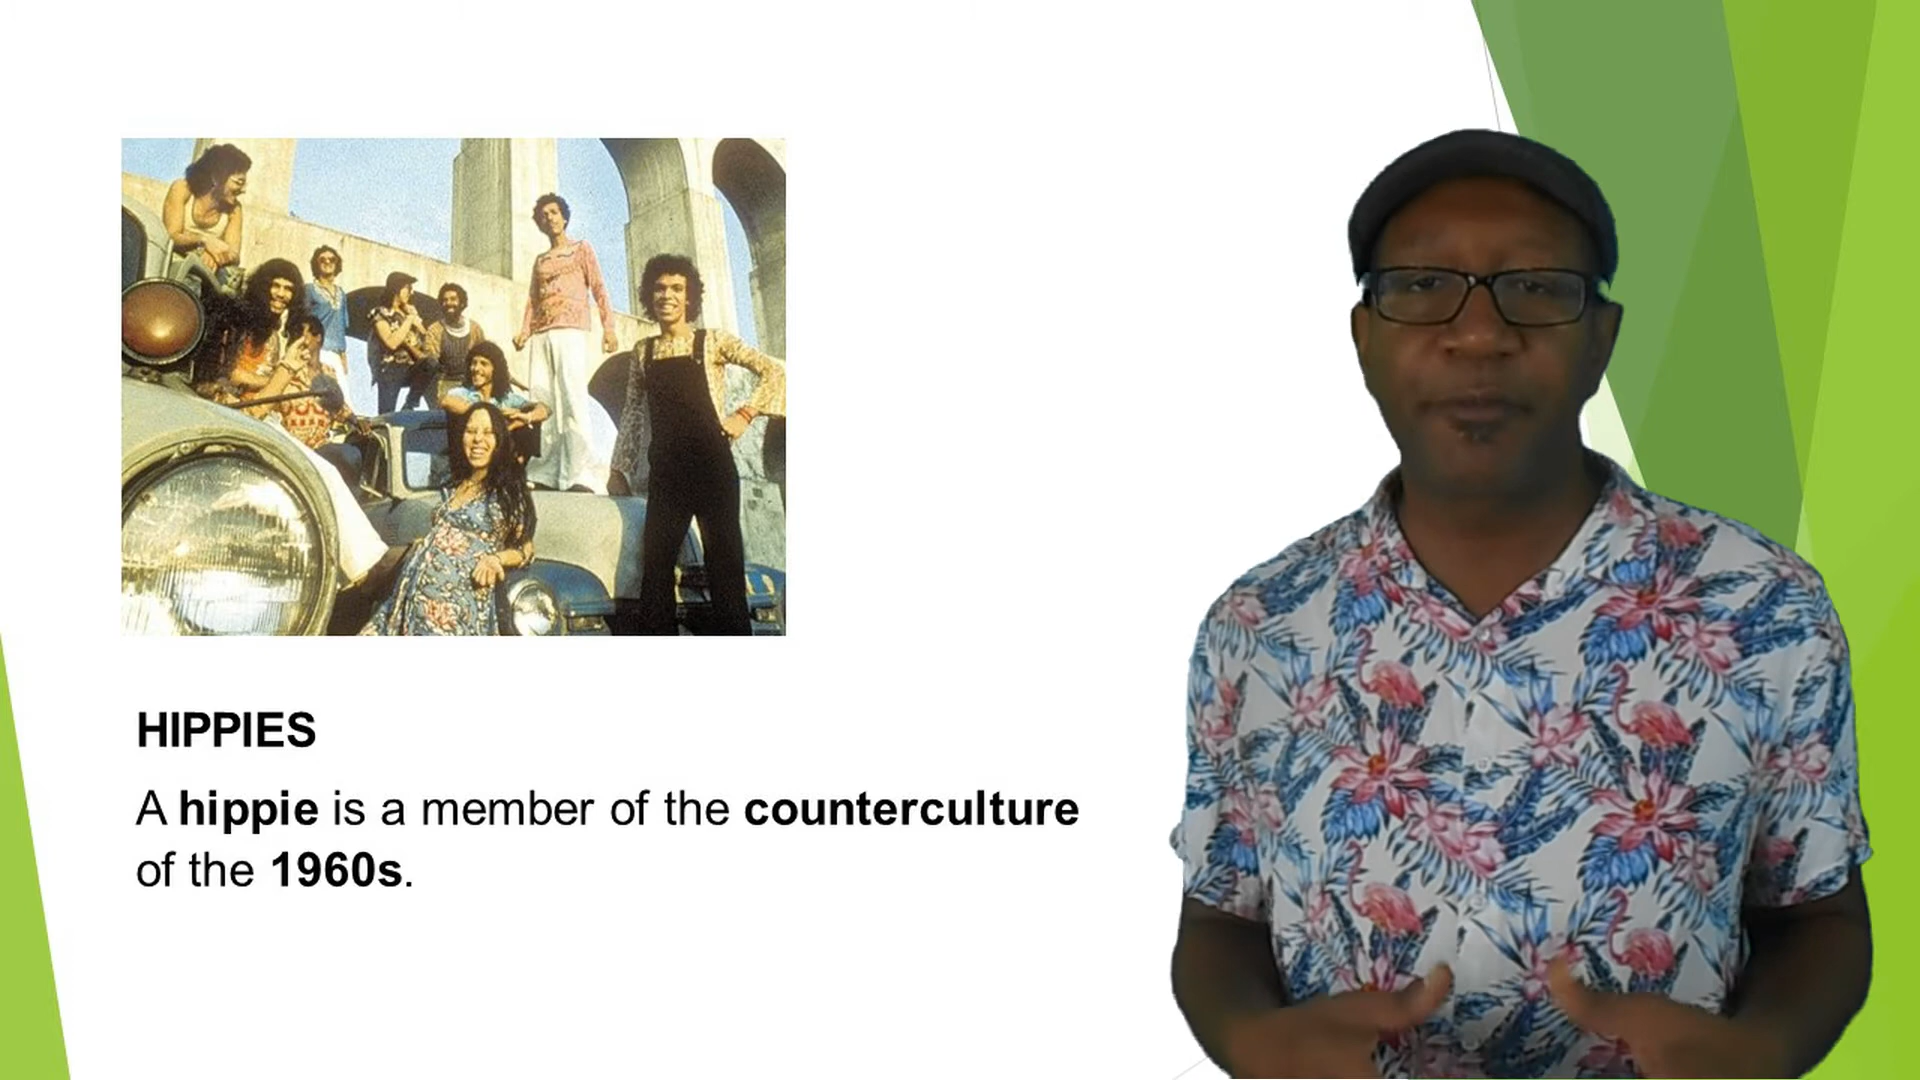 HIPPIES
A hippie is a member of the counterculture
of the 1960s.